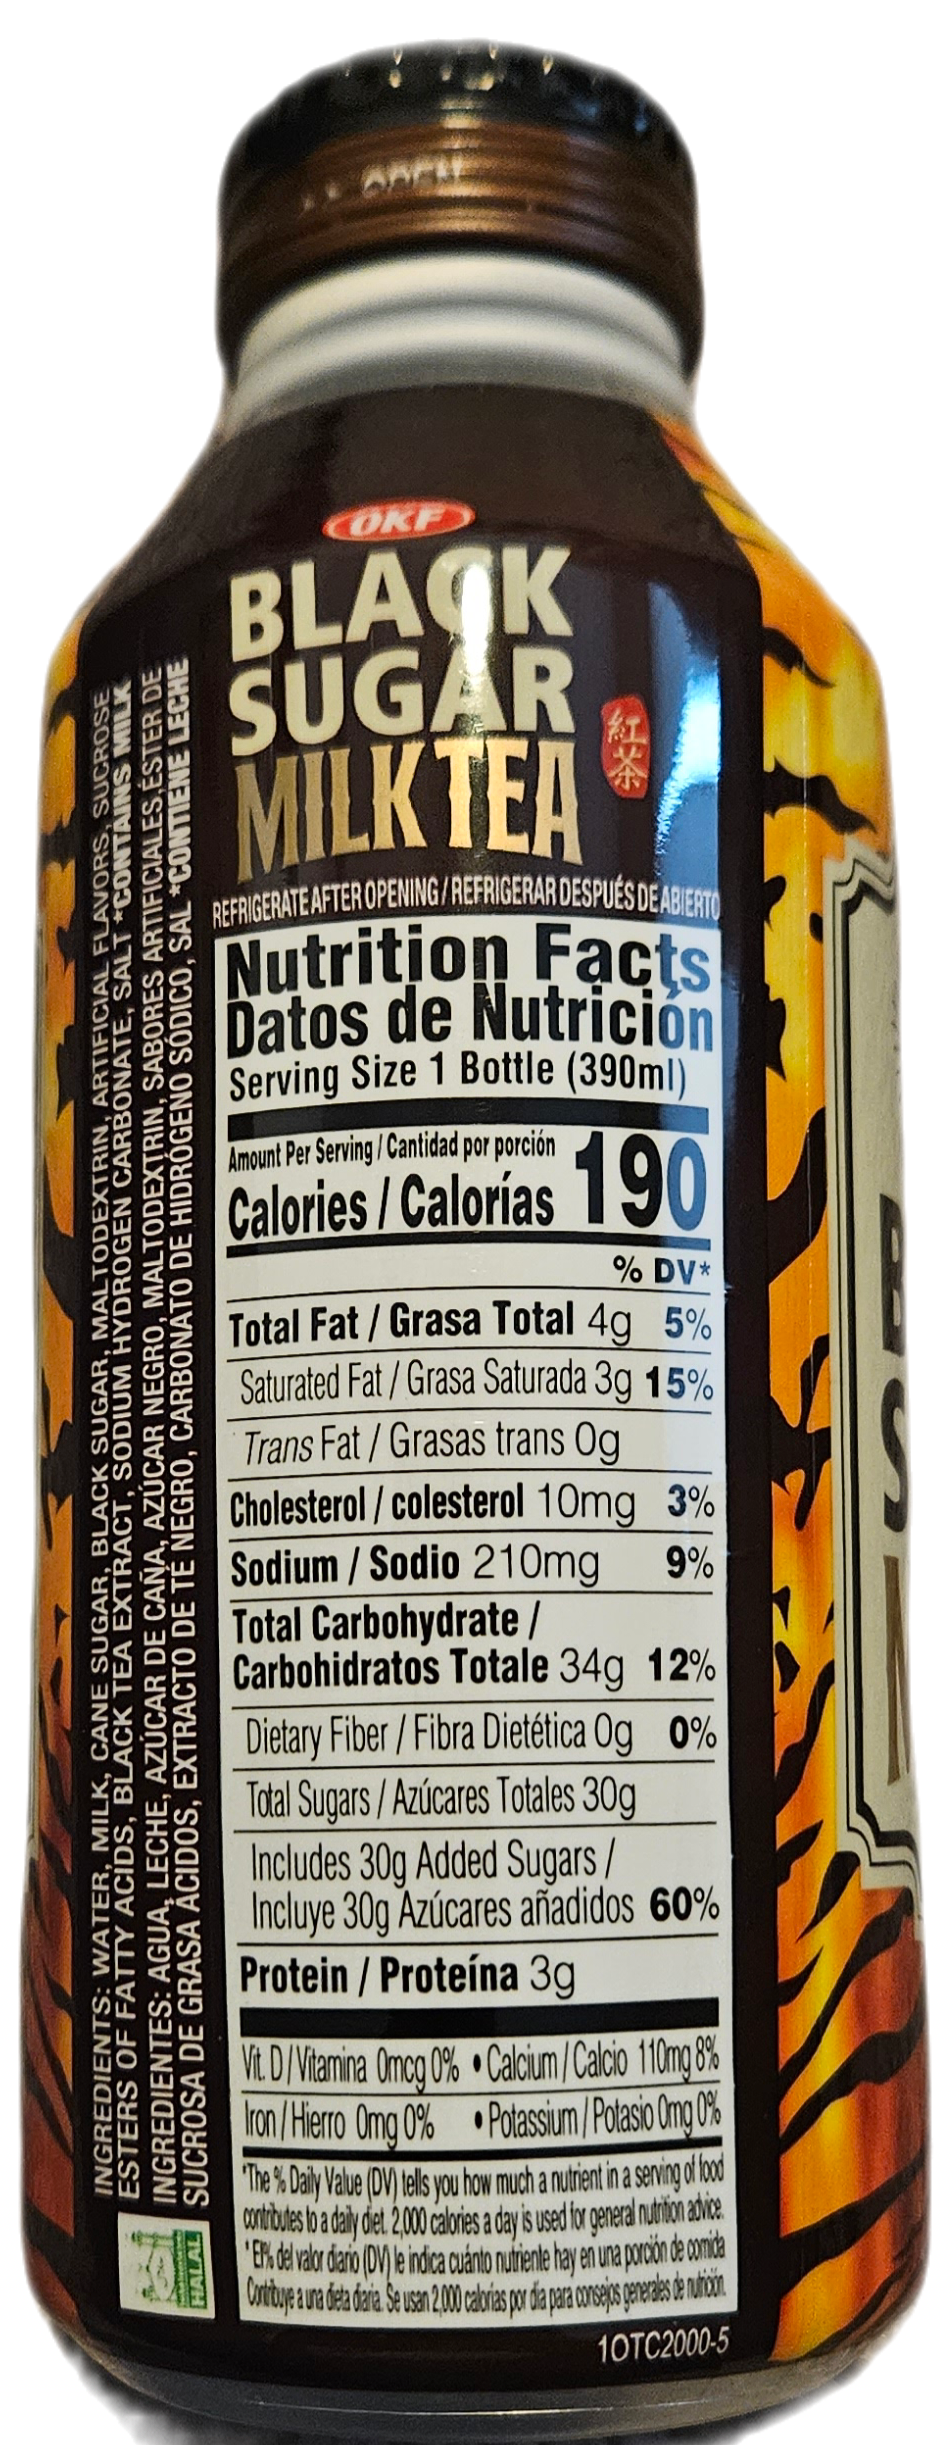 OPEN
OKF
BLACK
SUGAR
MILK TEA
紅茶
REFRIGERATE AFTER OPENING / REFRIGERAR DESPUÉS DE ABIERTO
Nutrition Facts
Datos de Nutrición
Serving Size 1 Bottle (390ml)
Amount Per Serving / Cantidad por porción
Calories / Calorías 190
% DV*
Total Fat / Grasa Total 4g 5%
Saturated Fat / Grasa Saturada 3g 15%
Trans Fat / Grasas trans 0g
Cholesterol / colesterol 10mg 3%
Sodium / Sodio 210mg 9%
Total Carbohydrate /
Carbohidratos Totale 34g 12%
Dietary Fiber / Fibra Dietética 0g 0%
Total Sugars / Azúcares Totales 30g
Includes 30g Added Sugars /
Incluye 30g Azúcares añadidos 60%
Protein / Proteína 3g
Vit. D / Vitamina 0mcg 0% • Calcium / Calcio 110mg 8%
Iron / Hierro 0mg 0% • Potassium / Potasio 0mg 0%
*The % Daily Value (DV) tells you how much a nutrient in a serving of food
contributes to a daily diet. 2,000 calories a day is used for general nutrition advice.
* El% del valor diario (DV) le indica cuánto nutriente hay en una porción de comida
Contribuye a una dieta diaria. Se usan 2,000 calorías por día para consejos generales de nutrición.
1OTC2000-5
INGREDIENTS: WATER, MILK, CANE SUGAR, BLACK SUGAR, MALTODEXTRIN, ARTIFICIAL FLAVORS, SUCROSE
ESTERS OF FATTY ACIDS, BLACK TEA EXTRACT, SODIUM HYDROGEN CARBONATE, SALT *CONTAINS MILK
INGREDIENTES: AGUA, LECHE, AZÚCAR DE CAÑA, AZÚCAR NEGRO, MALTODEXTRIN, SABORES ARTIFICIALES,ÉSTER DE
SUCROSA DE GRASA ÁCIDOS, EXTRACTO DE TE NEGRO, CARBONATO DE HIDRÓGENO SÓDICO, SAL *CONTIENE LECHE
HALAL